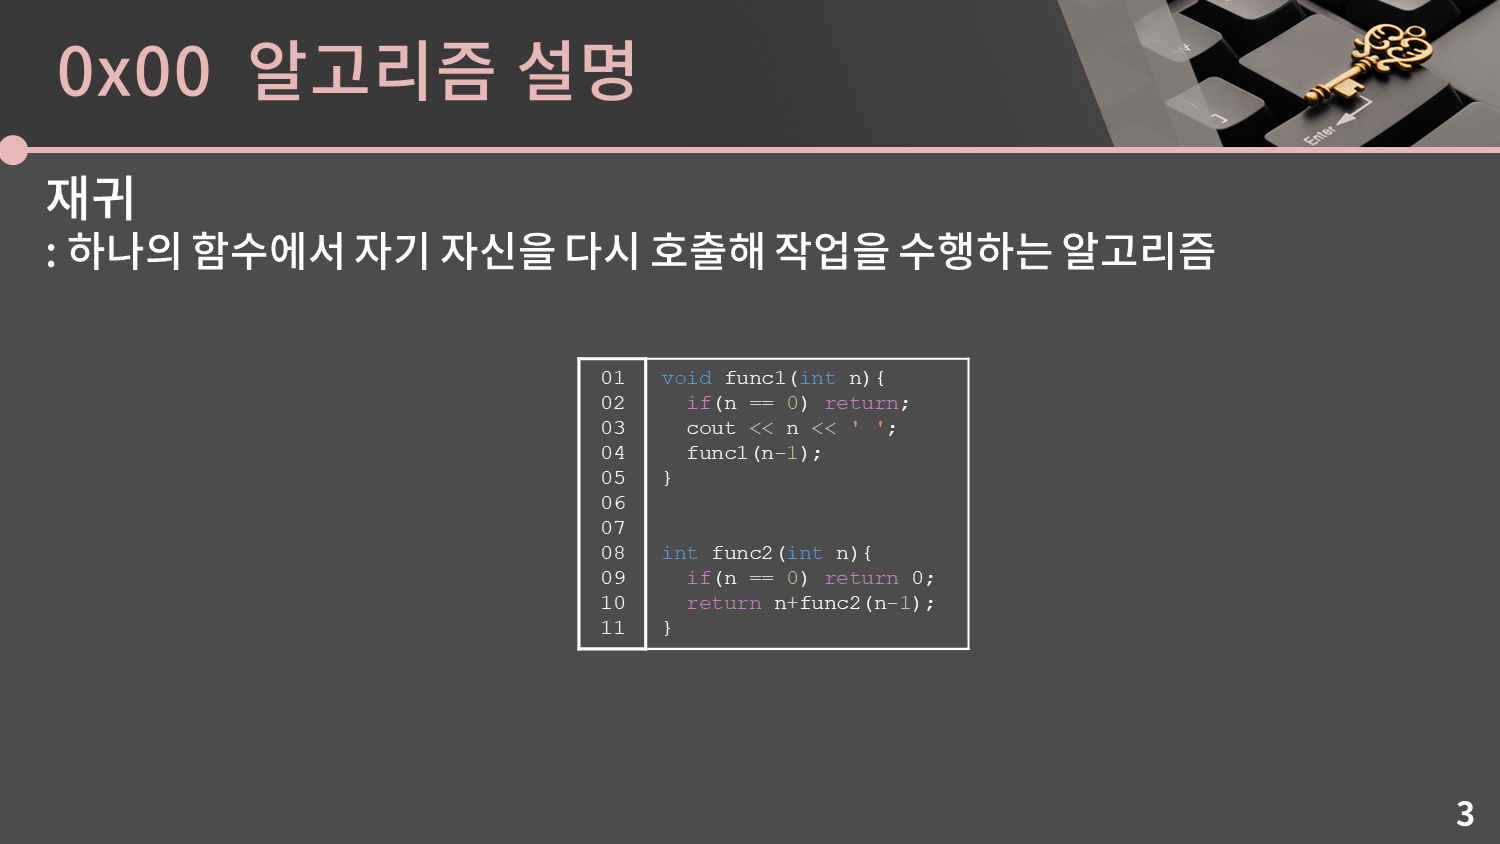 0x00 알고리즘 설명
Enter
재귀
: 하나의 함수에서 자기 자신을 다시 호출해 작업을 수행하는 알고리즘
01 void func1(int n){
02   if(n == 0) return;
03   cout << n << ' ';
04   func1(n-1);
05 }
06
07
08 int func2(int n){
09   if(n == 0) return 0;
10   return n+func2(n-1);
11 }
3